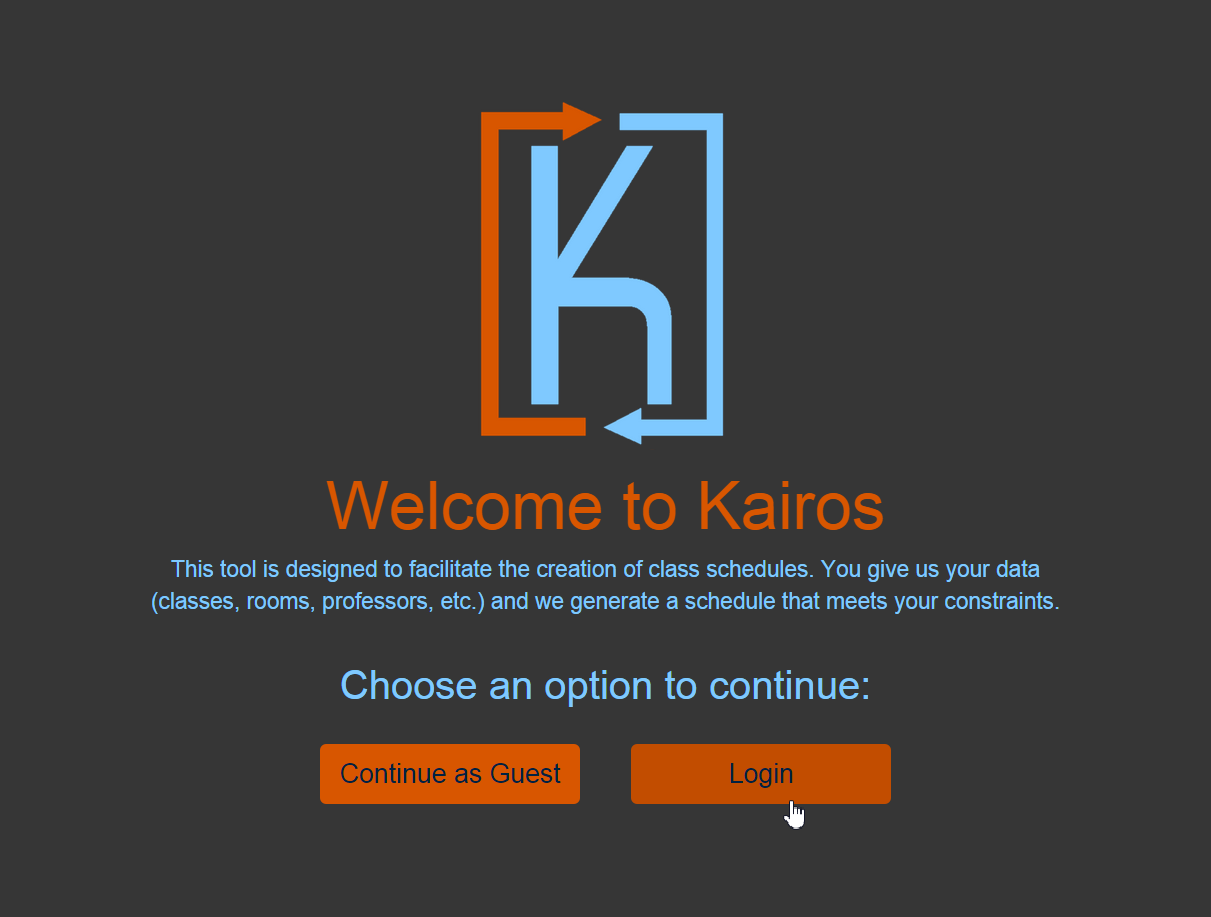 K
Welcome to Kairos
This tool is designed to facilitate the creation of class schedules. You give us your data
(classes, rooms, professors, etc.) and we generate a schedule that meets your constraints.
Choose an option to continue:
Continue as Guest
Login